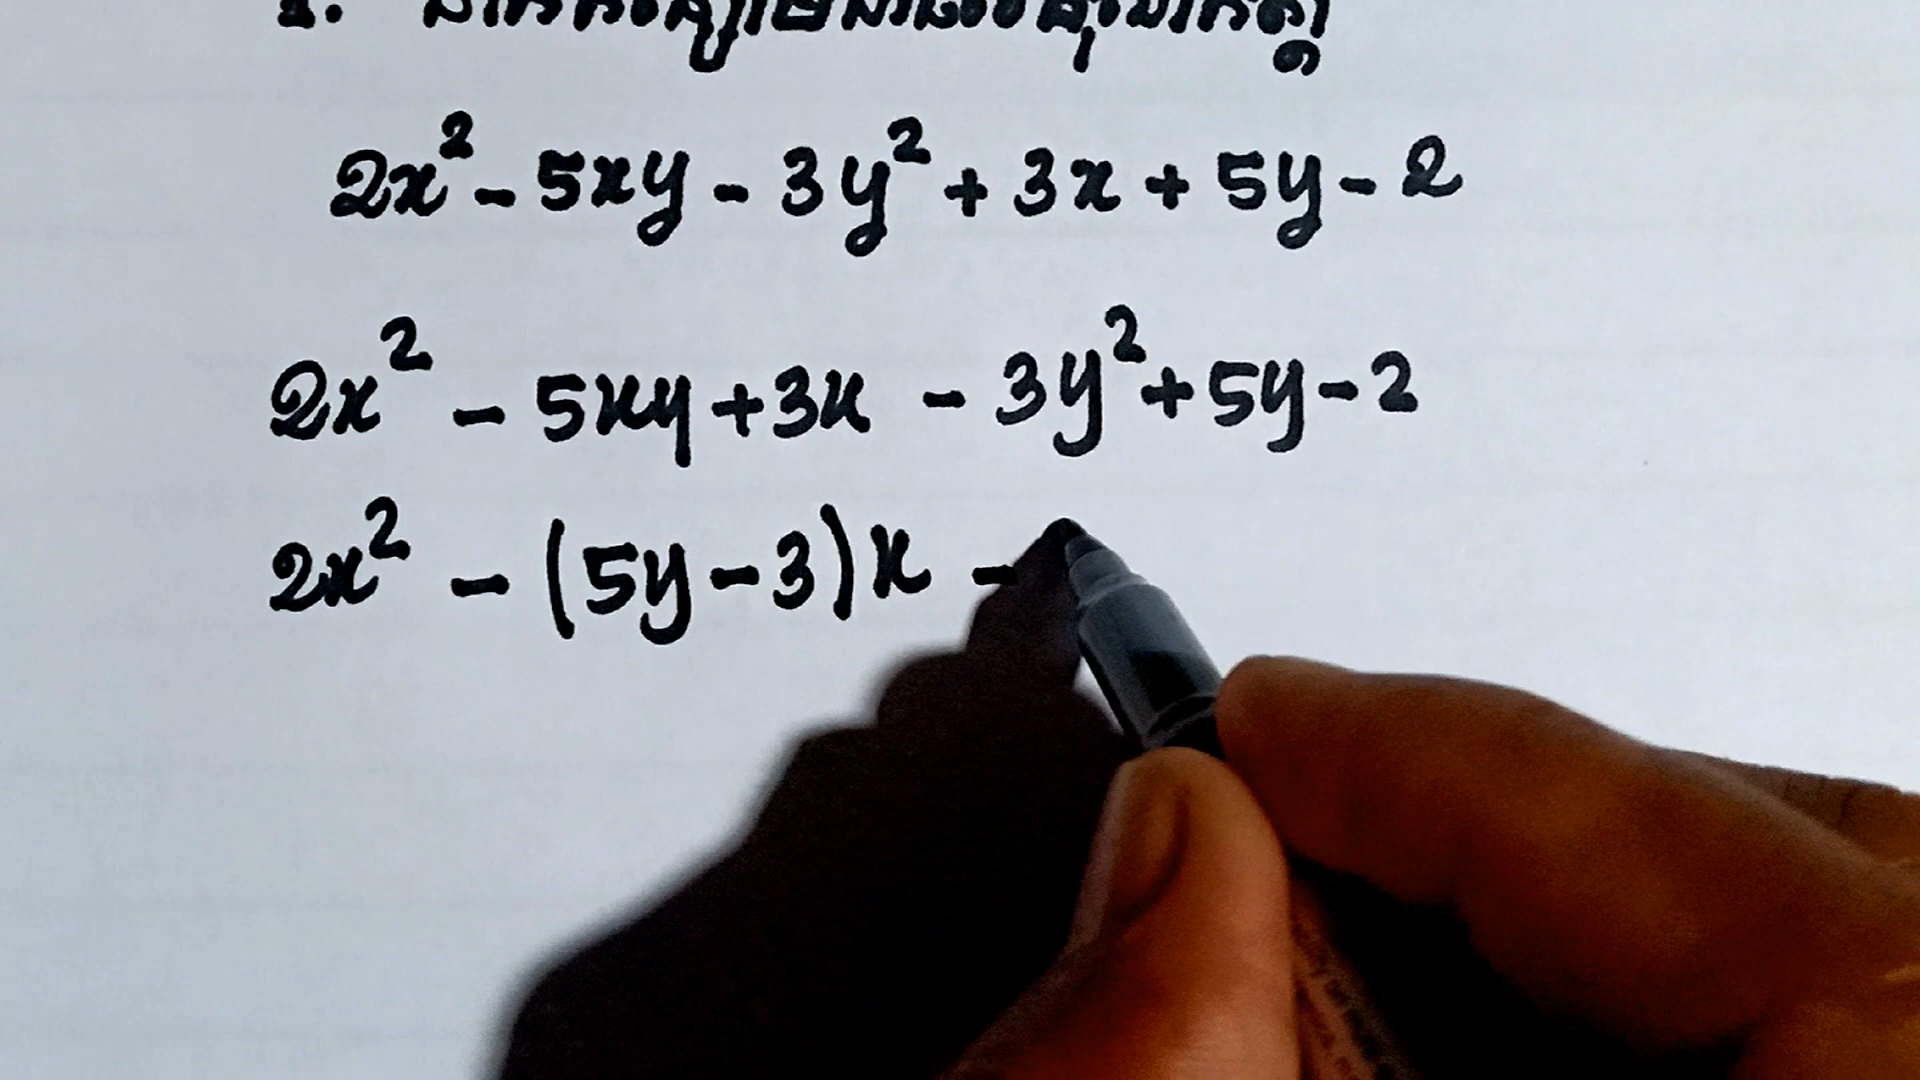 2x² - 5xy - 3y² + 3x + 5y - 2
2x² - 5xy + 3x - 3y² + 5y - 2
2x² - (5y - 3)x -